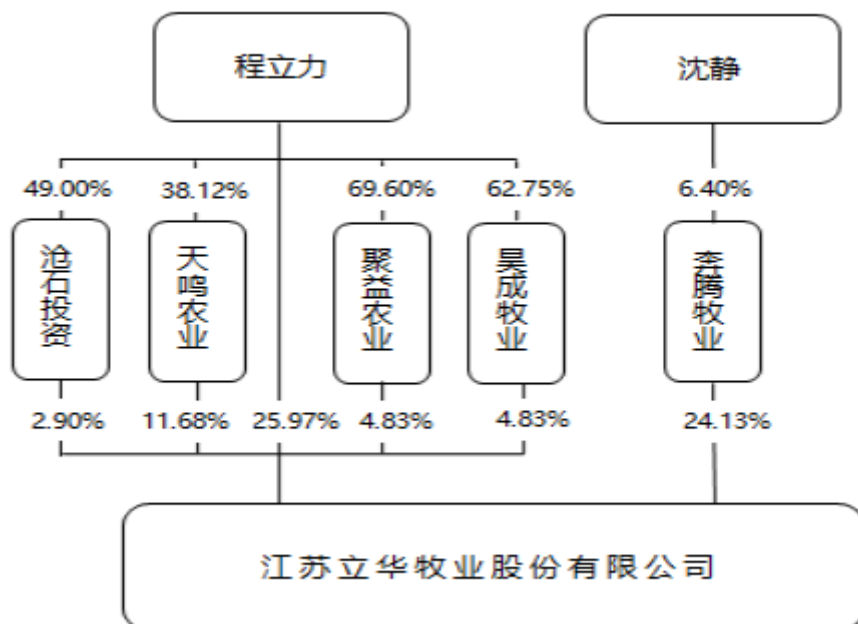 程立力
沈静
49.00%
38.12%
69.60%
62.75%
6.40%
沧石投资
天鸣农业
聚益农业
昊成牧业
奔腾牧业
2.90%
11.68%
25.97%
4.83%
4.83%
24.13%
江苏立华牧业股份有限公司